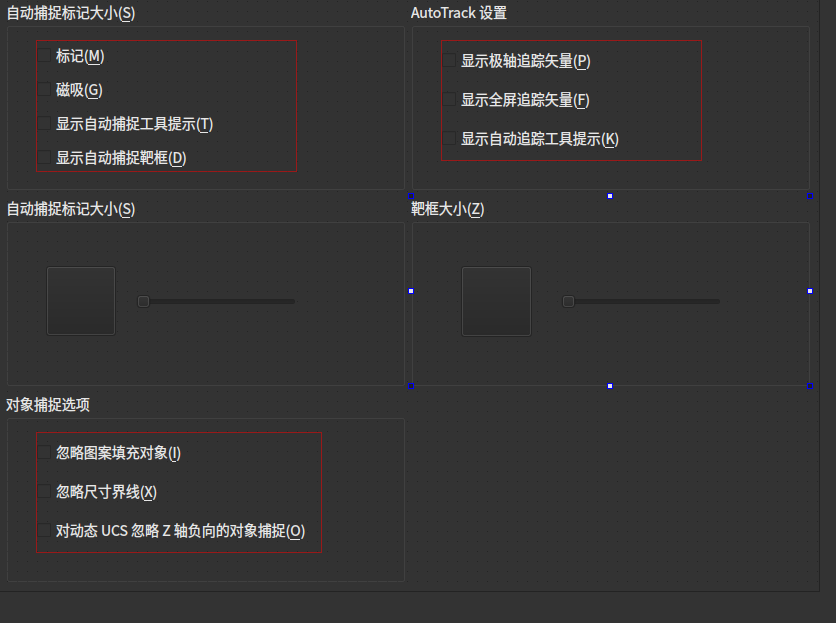 自动捕捉标记大小(S)
标记(M)
磁吸(G)
显示自动捕捉工具提示(T)
显示自动捕捉靶框(D)
AutoTrack 设置
显示极轴追踪矢量(P)
显示全屏追踪矢量(F)
显示自动追踪工具提示(K)
自动捕捉标记大小(S)
靶框大小(Z)
对象捕捉选项
忽略图案填充对象(I)
忽略尺寸界线(X)
对动态 UCS 忽略 Z 轴负向的对象捕捉(O)